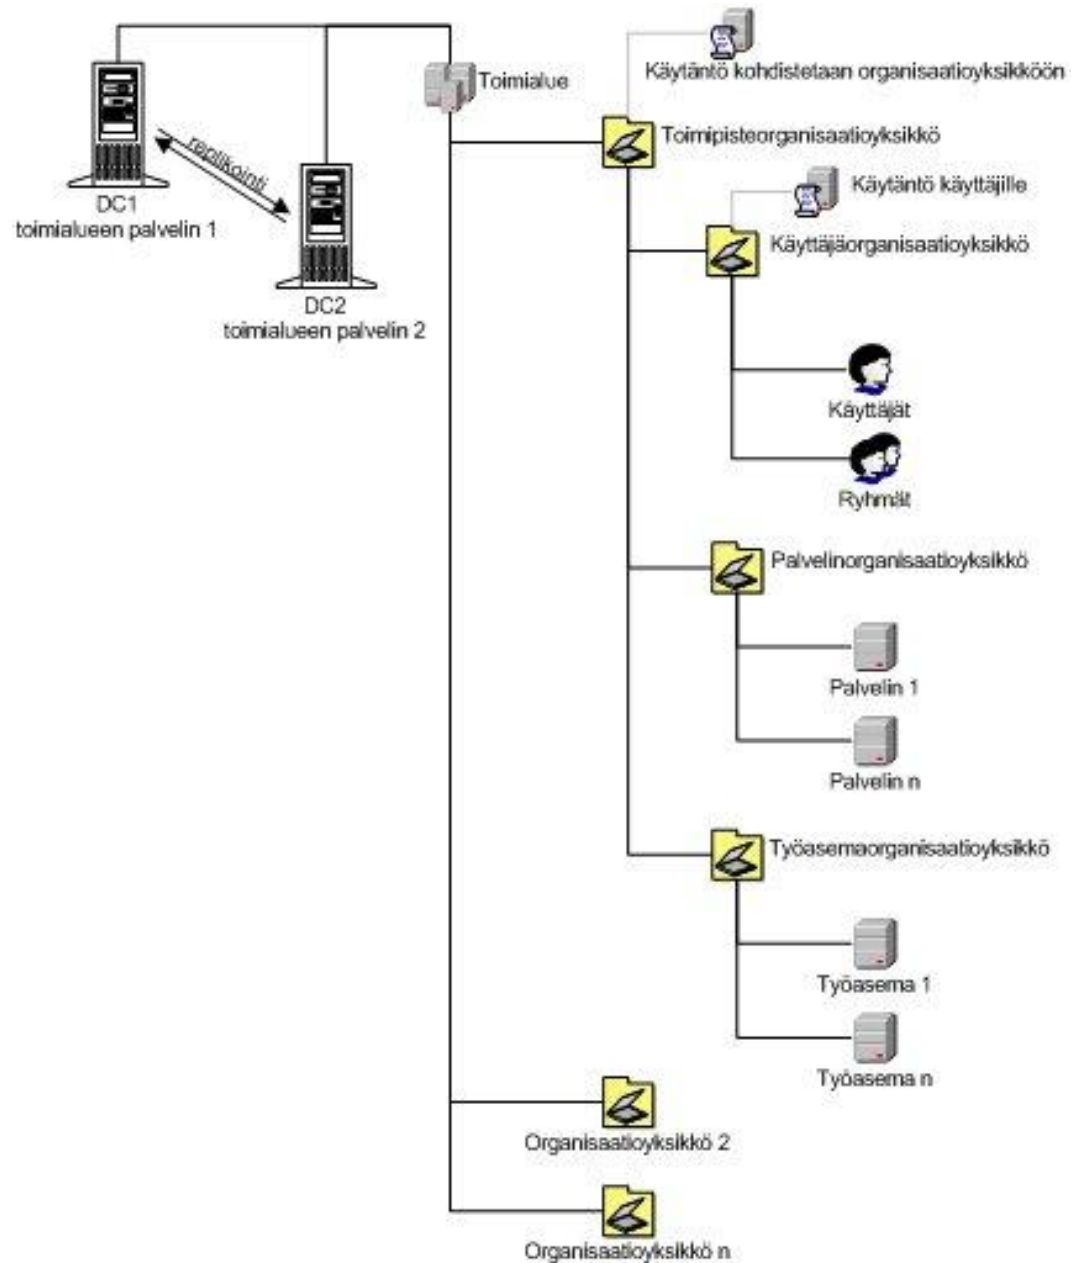 Käytäntö kohdistetaan organisaatioyksikköön
Toimialue
Toimipisteorganisaatioyksikkö
replikointi
DC1
toimialueen palvelin 1
Käytäntö käyttäjille
Käyttäjäorganisaatioyksikkö
DC2
toimialueen palvelin 2
Käyttäjät
Ryhmät
Palvelinorganisaatioyksikkö
Palvelin 1
Palvelin n
Työasemaorganisaatioyksikkö
Työasema 1
Työasema n
Organisaatioyksikkö 2
Organisaatioyksikkö n